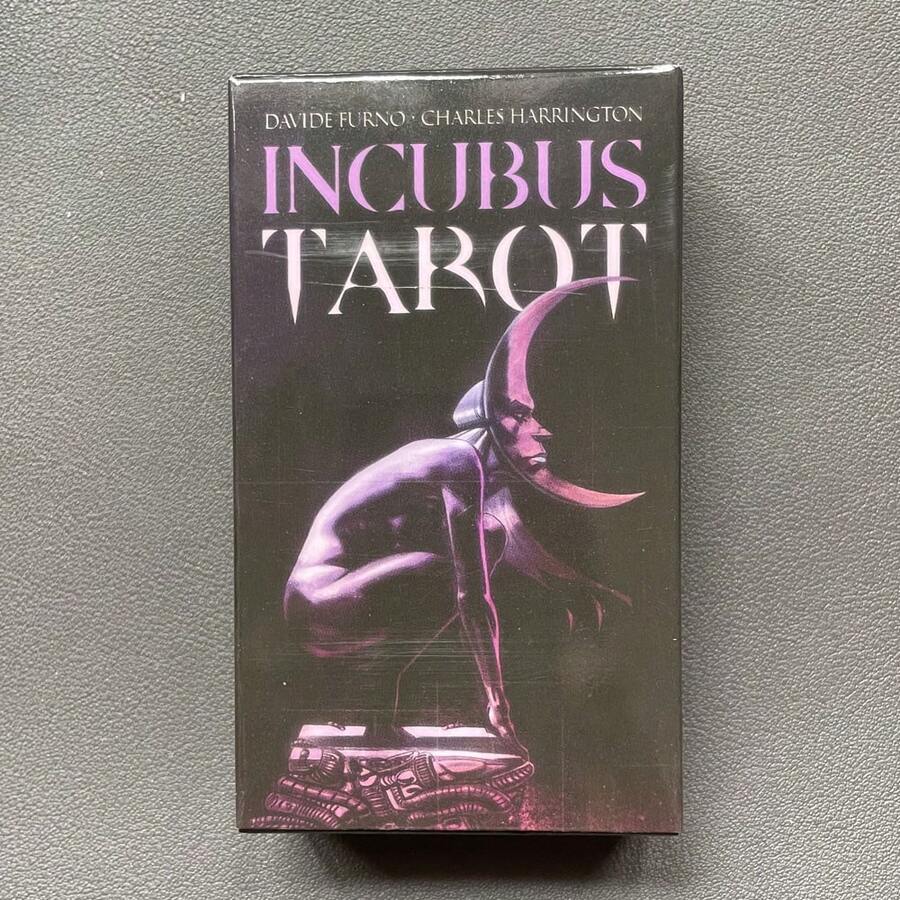 DAVIDE FURNO · CHARLES HARRINGTON
INCUBUS
TAROT